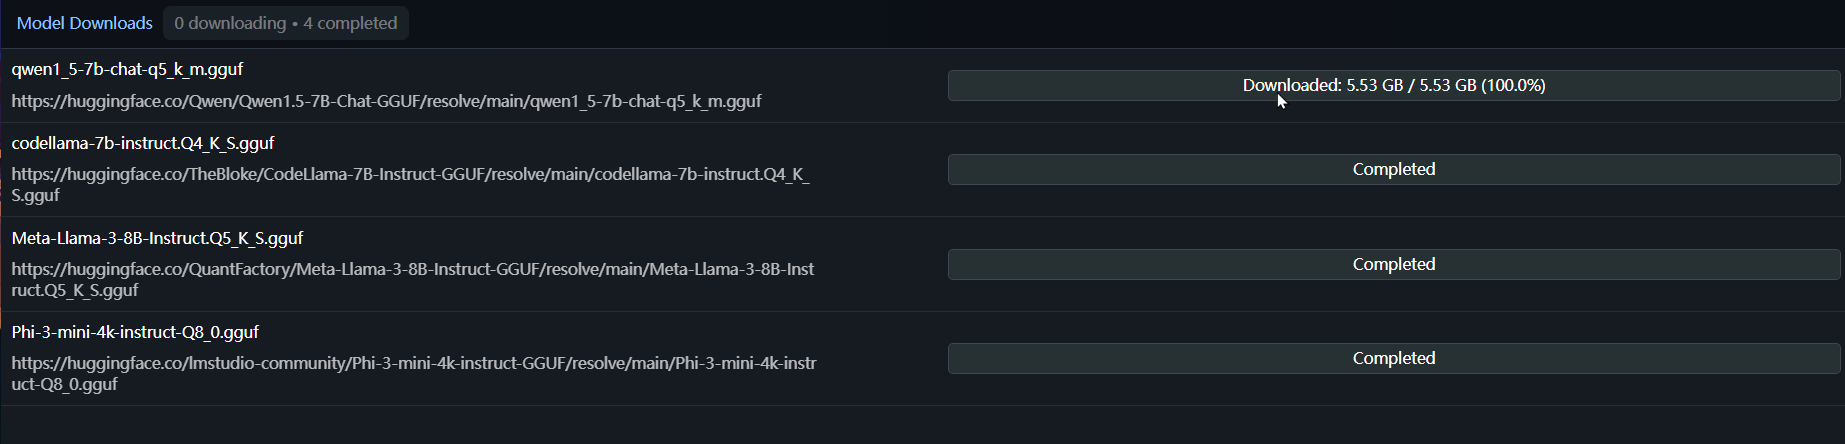 Model Downloads 0 downloading • 4 completed
qwen1_5-7b-chat-q5_k_m.gguf
https://huggingface.co/Qwen/Qwen1.5-7B-Chat-GGUF/resolve/main/qwen1_5-7b-chat-q5_k_m.gguf
Downloaded: 5.53 GB / 5.53 GB (100.0%)
codellama-7b-instruct.Q4_K_S.gguf
https://huggingface.co/TheBloke/CodeLlama-7B-Instruct-GGUF/resolve/main/codellama-7b-instruct.Q4_K_
S.gguf
Completed
Meta-Llama-3-8B-Instruct.Q5_K_S.gguf
https://huggingface.co/QuantFactory/Meta-Llama-3-8B-Instruct-GGUF/resolve/main/Meta-Llama-3-8B-Inst
ruct.Q5_K_S.gguf
Completed
Phi-3-mini-4k-instruct-Q8_0.gguf
https://huggingface.co/lmstudio-community/Phi-3-mini-4k-instruct-GGUF/resolve/main/Phi-3-mini-4k-instr
uct-Q8_0.gguf
Completed